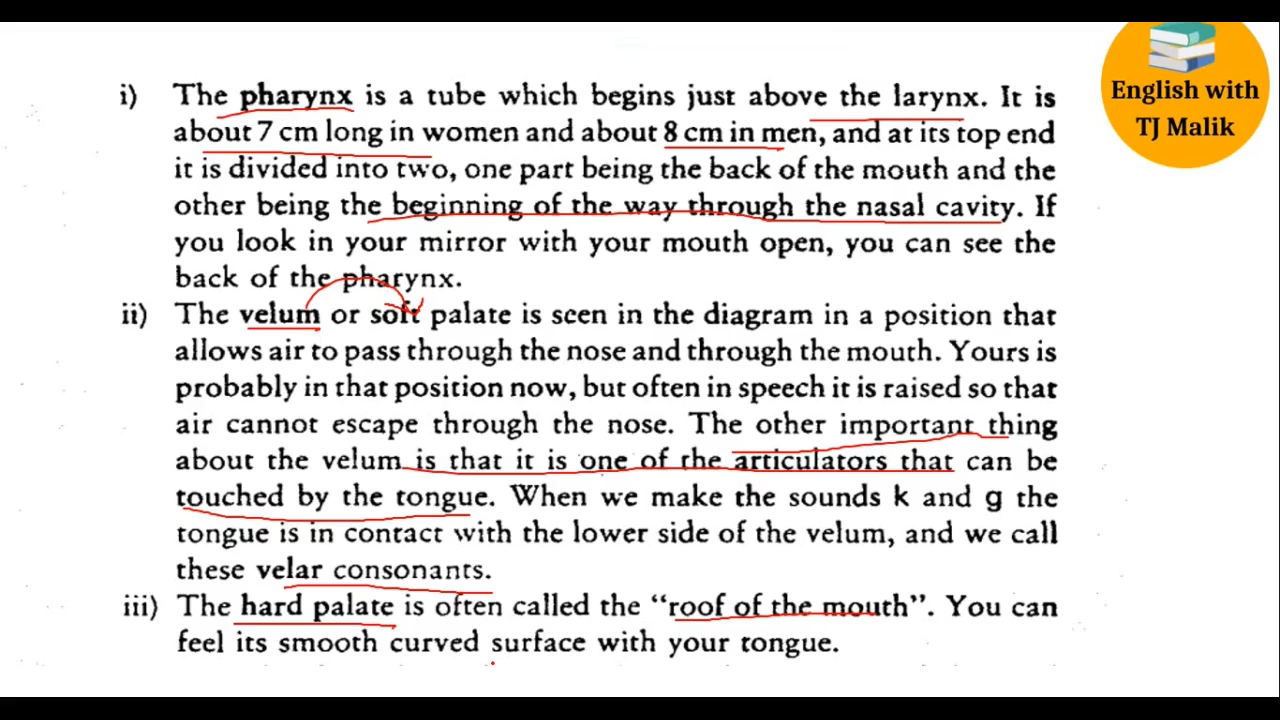 i) The pharynx is a tube which begins just above the larynx. It is
about 7 cm long in women and about 8 cm in men, and at its top end
it is divided into two, one part being the back of the mouth and the
other being the beginning of the way through the nasal cavity. If
you look in your mirror with your mouth open, you can see the
back of the pharynx.
ii) The velum or soft palate is seen in the diagram in a position that
allows air to pass through the nose and through the mouth. Yours is
probably in that position now, but often in speech it is raised so that
air cannot escape through the nose. The other important thing
about the velum is that it is one of the articulators that can be
touched by the tongue. When we make the sounds k and g the
tongue is in contact with the lower side of the velum, and we call
these velar consonants.
iii) The hard palate is often called the “roof of the mouth”. You can
feel its smooth curved surface with your tongue.
English with
TJ Malik